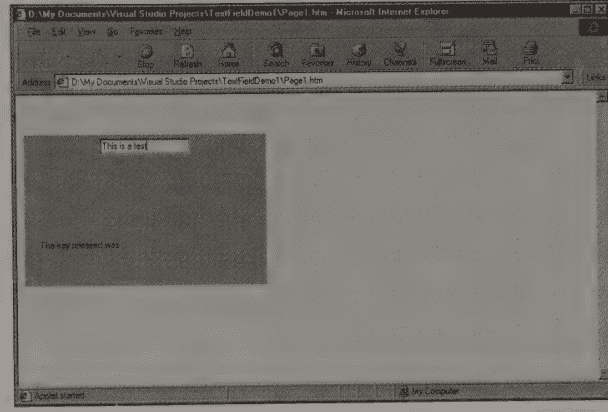 D:\My Documents\Visual Studio Projects\TextFieldDemo1\Page1.htm - Microsoft Internet Explorer
File Edit View Go Favorites Help
Stop Refresh Home Search Favorites History Channels Fullscreen Mail Print
Address D:\My Documents\Visual Studio Projects\TextFieldDemo1\Page1.htm Links
This is a test
The key released was
Applet started My Computer